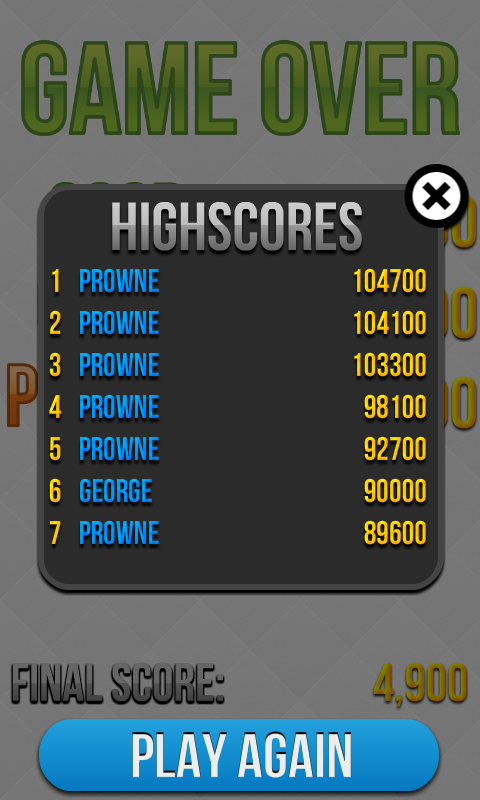 GAME OVER
HIGHSCORES
1 PROWNE 104700
2 PROWNE 104100
3 PROWNE 103300
4 PROWNE 98100
5 PROWNE 92700
6 GEORGE 90000
7 PROWNE 89600
FINAL SCORE: 4,900
PLAY AGAIN